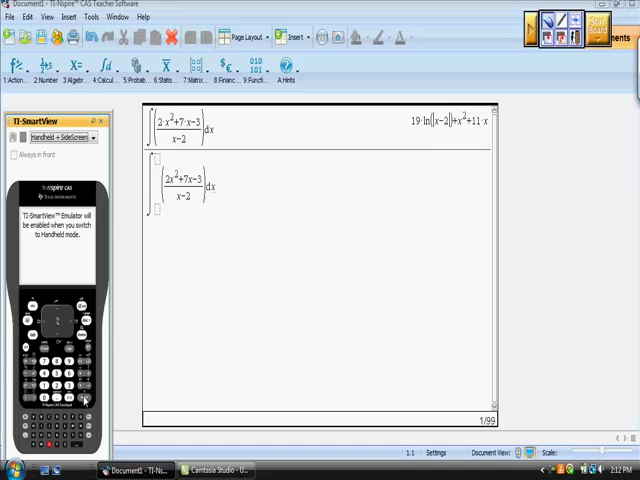 Document1 - TI-Nspire™ CAS Teacher Software
File Edit View Insert Tools Window Help
Page Layout Insert
Start Board
ments
1:Action... 2:Number 3:Algebr... 4:Calcul... 5:Probab... 6:Statis... 7:Matrix... 8:Financ... 9:Functi... A:Hints
TI-SmartView
Handheld + SideScreen
Always in front
TI-nspire CAS
TEXAS INSTRUMENTS
TI-SmartView™ Emulator will
be enabled when you switch
to Handheld mode.
∫(2·x²+7·x−3)/(x−2) dx 19·ln(|x−2|)+x²+11·x
∫(2x²+7x−3)/(x−2) dx
1/99
1.1 Settings Document View: Scale:
Document1 - TI-Ns... Camtasia Studio - U... 2:12 PM